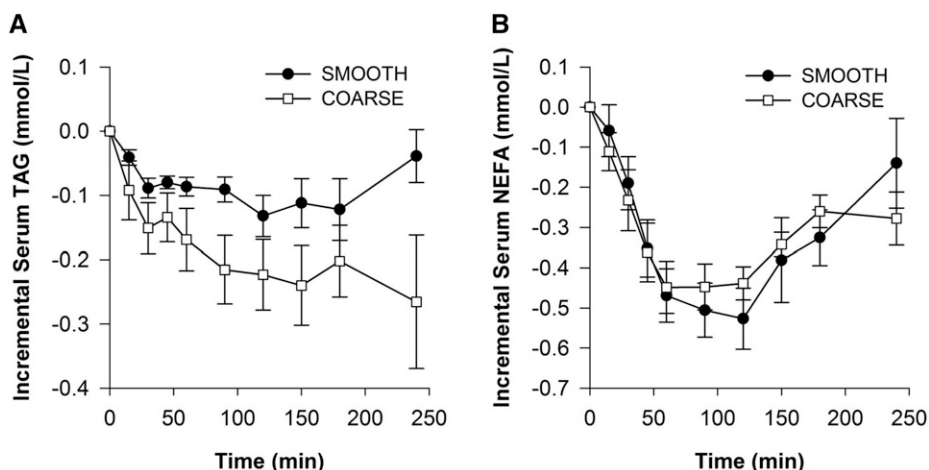 A
Incremental Serum TAG (mmol/L)
0.1
0.0
-0.1
-0.2
-0.3
-0.4
SMOOTH
COARSE
0 50 100 150 200 250
Time (min)
B
Incremental Serum NEFA (mmol/L)
0.1
0.0
-0.1
-0.2
-0.3
-0.4
-0.5
-0.6
-0.7
SMOOTH
COARSE
0 50 100 150 200 250
Time (min)